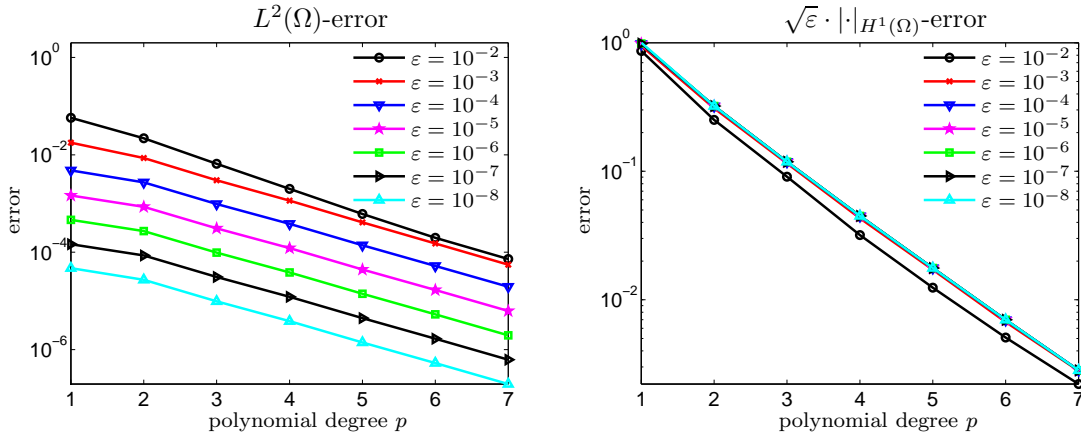 L²(Ω)-error
10⁰
10⁻²
10⁻⁴
10⁻⁶
error
ε = 10⁻²
ε = 10⁻³
ε = 10⁻⁴
ε = 10⁻⁵
ε = 10⁻⁶
ε = 10⁻⁷
ε = 10⁻⁸
1 2 3 4 5 6 7
polynomial degree p
√ε · |·|_{H¹(Ω)}-error
10⁰
10⁻¹
10⁻²
error
ε = 10⁻²
ε = 10⁻³
ε = 10⁻⁴
ε = 10⁻⁵
ε = 10⁻⁶
ε = 10⁻⁷
ε = 10⁻⁸
1 2 3 4 5 6 7
polynomial degree p